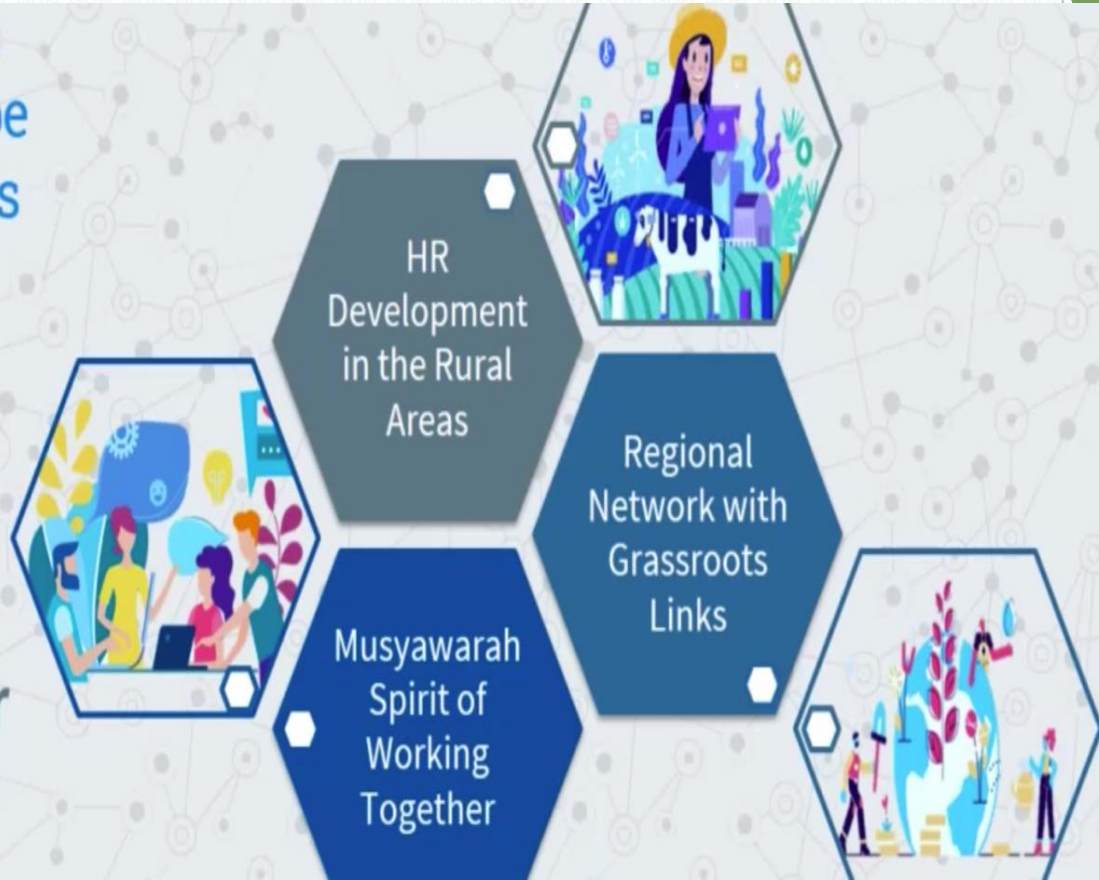 HR
Development
in the Rural
Areas
Regional
Network with
Grassroots
Links
Musyawarah
Spirit of
Working
Together